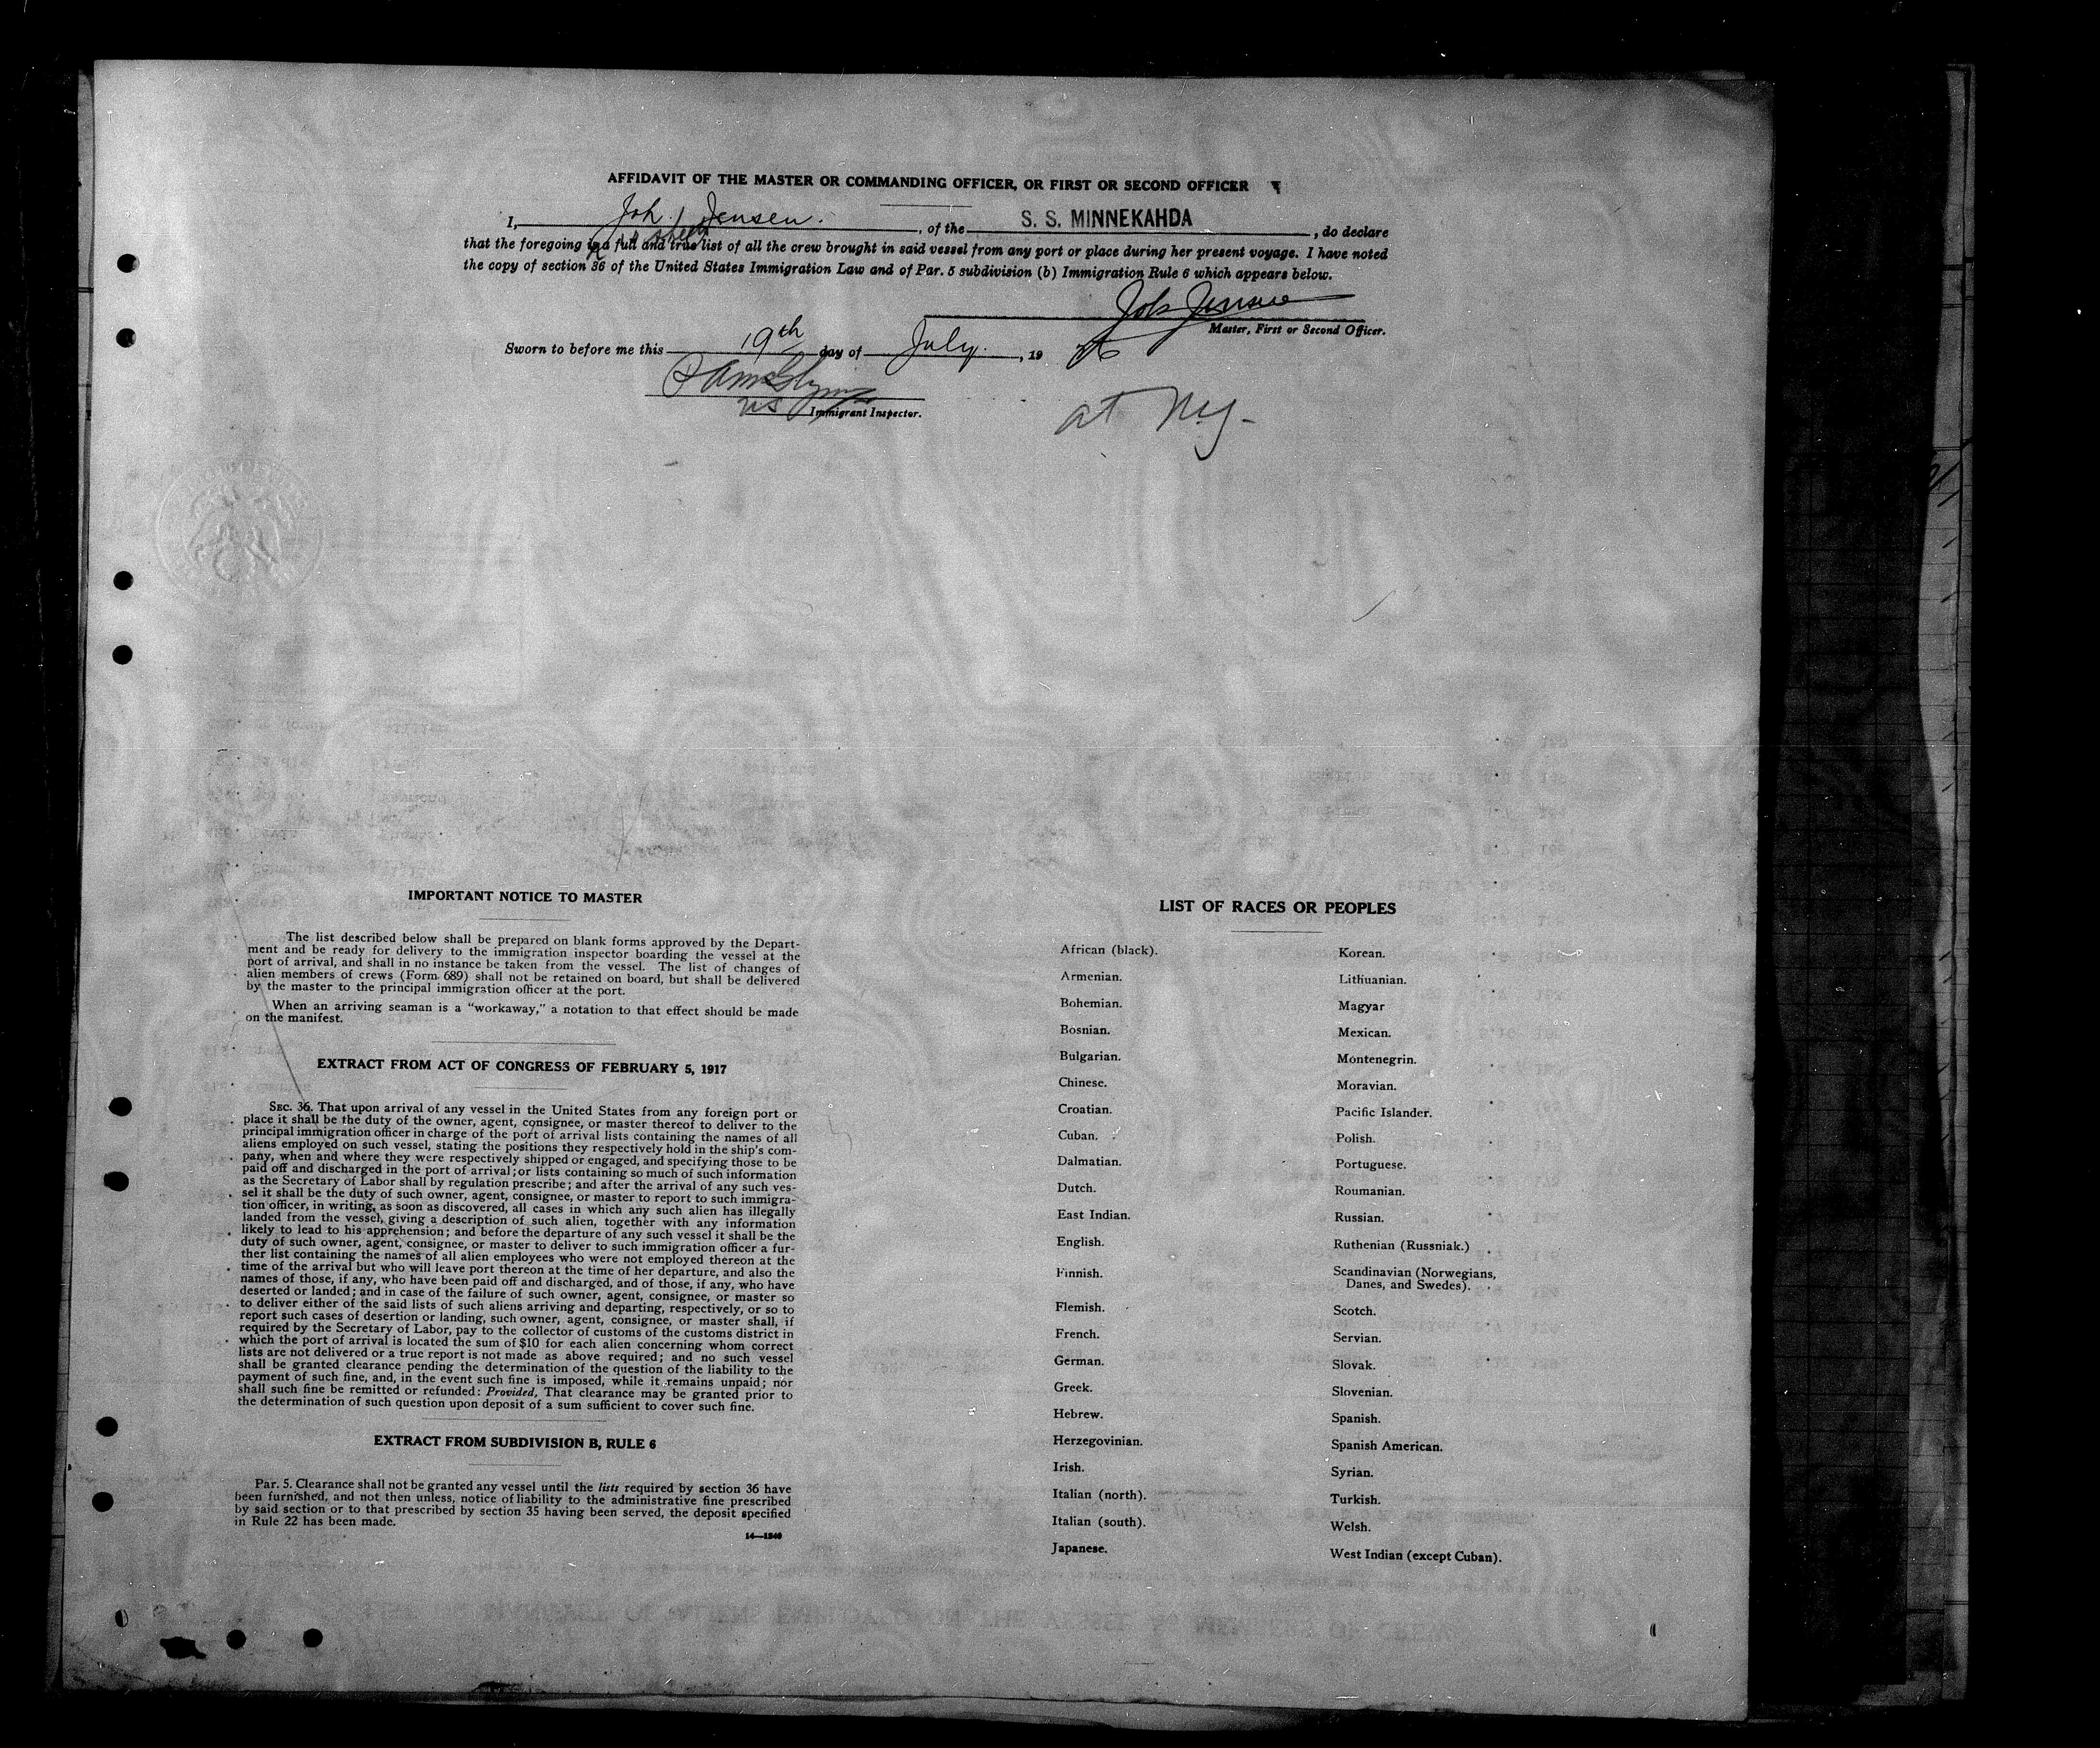 AFFIDAVIT OF THE MASTER OR COMMANDING OFFICER, OR FIRST OR SECOND OFFICER
I, Joh. Jensen. , of the S. S. MINNEKAHDA , do declare
that the foregoing is a full and true list of all the crew brought in said vessel from any port or place during her present voyage. I have noted
the copy of section 36 of the United States Immigration Law and of Par. 5 subdivision (b) Immigration Rule 6 which appears below.
Joh Jensen
Master, First or Second Officer.
Sworn to before me this 19th day of July. , 19 26
US Immigrant Inspector.
at N.Y.
IMPORTANT NOTICE TO MASTER
The list described below shall be prepared on blank forms approved by the Depart-
ment and be ready for delivery to the immigration inspector boarding the vessel at the
port of arrival, and shall in no instance be taken from the vessel. The list of changes of
alien members of crews (Form 689) shall not be retained on board, but shall be delivered
by the master to the principal immigration officer at the port.
When an arriving seaman is a "workaway," a notation to that effect should be made
on the manifest.
EXTRACT FROM ACT OF CONGRESS OF FEBRUARY 5, 1917
SEC. 36. That upon arrival of any vessel in the United States from any foreign port or
place it shall be the duty of the owner, agent, consignee, or master thereof to deliver to the
principal immigration officer in charge of the port of arrival lists containing the names of all
aliens employed on such vessel, stating the positions they respectively hold in the ship's com-
pany, when and where they were respectively shipped or engaged, and specifying those to be
paid off and discharged in the port of arrival; or lists containing so much of such information
as the Secretary of Labor shall by regulation prescribe; and after the arrival of any such ves-
sel it shall be the duty of such owner, agent, consignee, or master to report to such immigra-
tion officer, in writing, as soon as discovered, all cases in which any such alien has illegally
landed from the vessel, giving a description of such alien, together with any information
likely to lead to his apprehension; and before the departure of any such vessel it shall be the
duty of such owner, agent, consignee, or master to deliver to such immigration officer a fur-
ther list containing the names of all alien employees who were not employed thereon at the
time of the arrival but who will leave port thereon at the time of her departure, and also the
names of those, if any, who have been paid off and discharged, and of those, if any, who have
deserted or landed; and in case of the failure of such owner, agent, consignee, or master so
to deliver either of the said lists of such aliens arriving and departing, respectively, or so to
report such cases of desertion or landing, such owner, agent, consignee, or master shall, if
required by the Secretary of Labor, pay to the collector of customs of the customs district in
which the port of arrival is located the sum of $10 for each alien concerning whom correct
lists are not delivered or a true report is not made as above required; and no such vessel
shall be granted clearance pending the determination of the question of the liability to the
payment of such fine, and, in the event such fine is imposed, while it remains unpaid; nor
shall such fine be remitted or refunded: Provided, That clearance may be granted prior to
the determination of such question upon deposit of a sum sufficient to cover such fine.
EXTRACT FROM SUBDIVISION B, RULE 6
Par. 5. Clearance shall not be granted any vessel until the lists required by section 36 have
been furnished, and not then unless, notice of liability to the administrative fine prescribed
by said section or to that prescribed by section 35 having been served, the deposit specified
in Rule 22 has been made.
14—1240
LIST OF RACES OR PEOPLES
African (black).
Armenian.
Bohemian.
Bosnian.
Bulgarian.
Chinese.
Croatian.
Cuban.
Dalmatian.
Dutch.
East Indian.
English.
Finnish.
Flemish.
French.
German.
Greek.
Hebrew.
Herzegovinian.
Irish.
Italian (north).
Italian (south).
Japanese.
Korean.
Lithuanian.
Magyar
Mexican.
Montenegrin.
Moravian.
Pacific Islander.
Polish.
Portuguese.
Roumanian.
Russian.
Ruthenian (Russniak.)
Scandinavian (Norwegians,
Danes, and Swedes).
Scotch.
Servian.
Slovak.
Slovenian.
Spanish.
Spanish American.
Syrian.
Turkish.
Welsh.
West Indian (except Cuban).